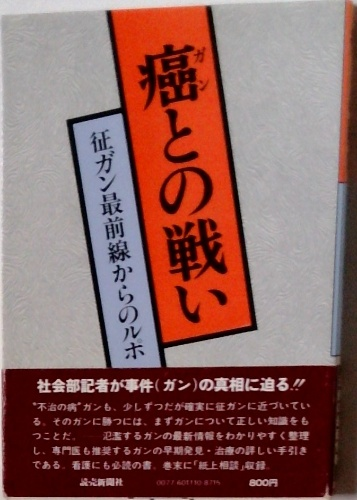 癌との戦い
ガン
征ガン最前線からのルポ
社会部記者が事件(ガン)の真相に迫る!!
"不治の病"ガンも、少しずつだが確実に征ガンに近づいてい
る。そのガンに勝つには、まずガンについて正しい知識をも
つことだ。――氾濫するガンの最新情報をわかりやすく整理
し、専門医も推奨するガンの早期発見・治療の詳しい手引き
である。看護にも必読の書。巻末に「紙上相談」収録。
読売新聞社
800円